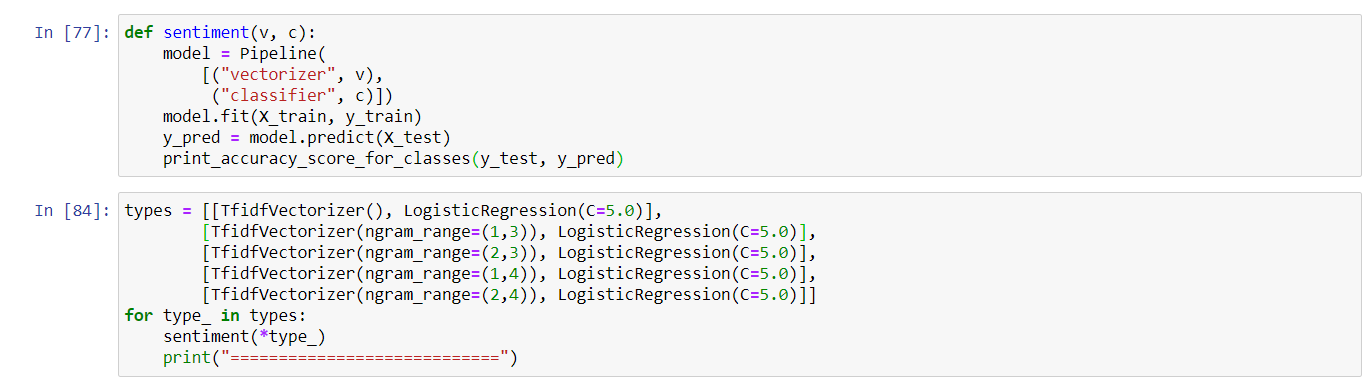 In [77]: def sentiment(v, c):
    model = Pipeline(
        [("vectorizer", v),
         ("classifier", c)])
    model.fit(X_train, y_train)
    y_pred = model.predict(X_test)
    print_accuracy_score_for_classes(y_test, y_pred)
In [84]: types = [[TfidfVectorizer(), LogisticRegression(C=5.0)],
        [TfidfVectorizer(ngram_range=(1,3)), LogisticRegression(C=5.0)],
        [TfidfVectorizer(ngram_range=(2,3)), LogisticRegression(C=5.0)],
        [TfidfVectorizer(ngram_range=(1,4)), LogisticRegression(C=5.0)],
        [TfidfVectorizer(ngram_range=(2,4)), LogisticRegression(C=5.0)]]
for type_ in types:
    sentiment(*type_)
    print("============================")